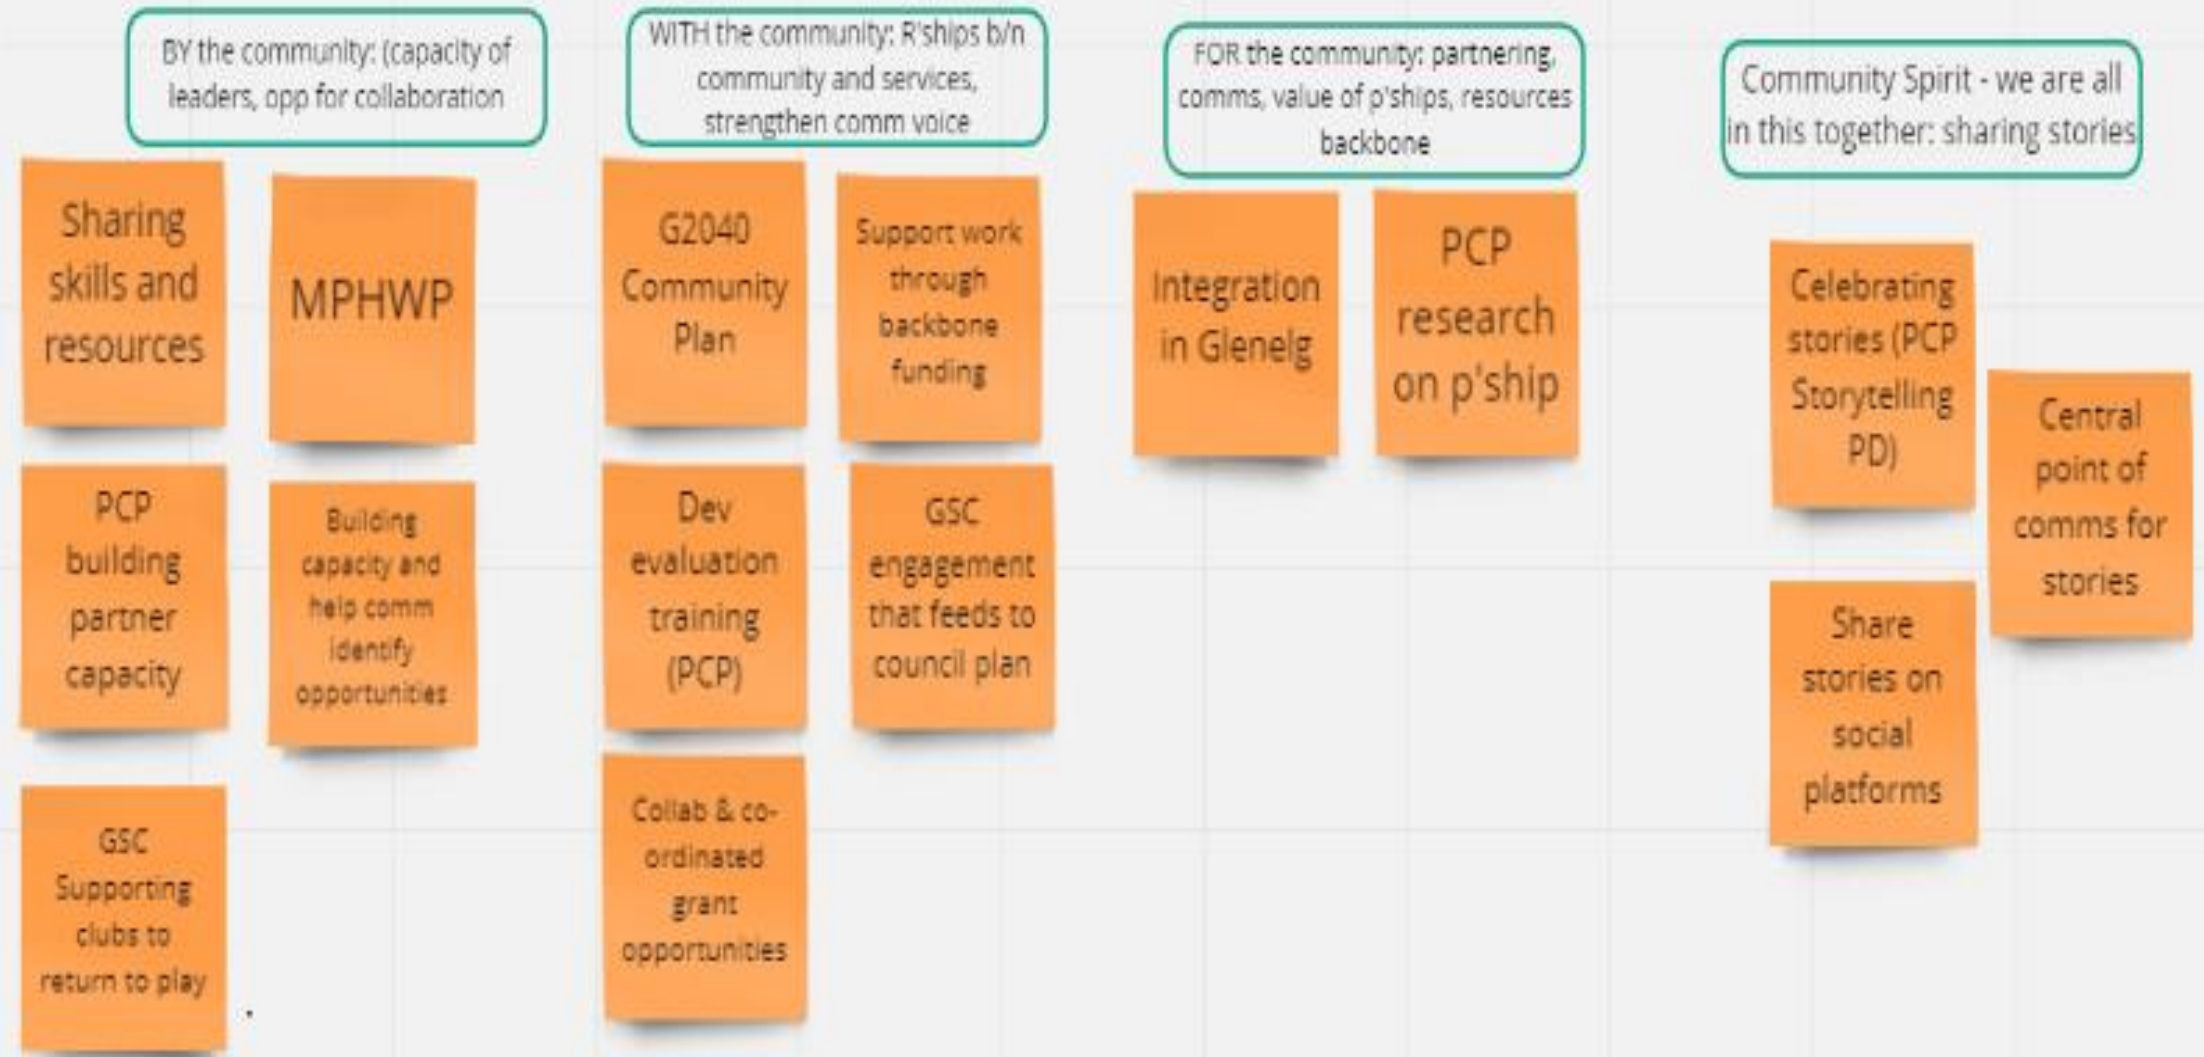 BY the community: (capacity of
leaders, opp for collaboration
WITH the community: R'ships b/n
community and services,
strengthen comm voice
FOR the community: partnering,
comms, value of p'ships, resources
backbone
Community Spirit - we are all
in this together: sharing stories
Sharing
skills and
resources
MPHWP
PCP
building
partner
capacity
Building
capacity and
help comm
identify
opportunities
GSC
Supporting
clubs to
return to play
G2040
Community
Plan
Support work
through
backbone
funding
Dev
evaluation
training
(PCP)
GSC
engagement
that feeds to
council plan
Collab & co-
ordinated
grant
opportunities
Integration
in Glenelg
PCP
research
on p'ship
Celebrating
stories (PCP
Storytelling
PD)
Central
point of
comms for
stories
Share
stories on
social
platforms